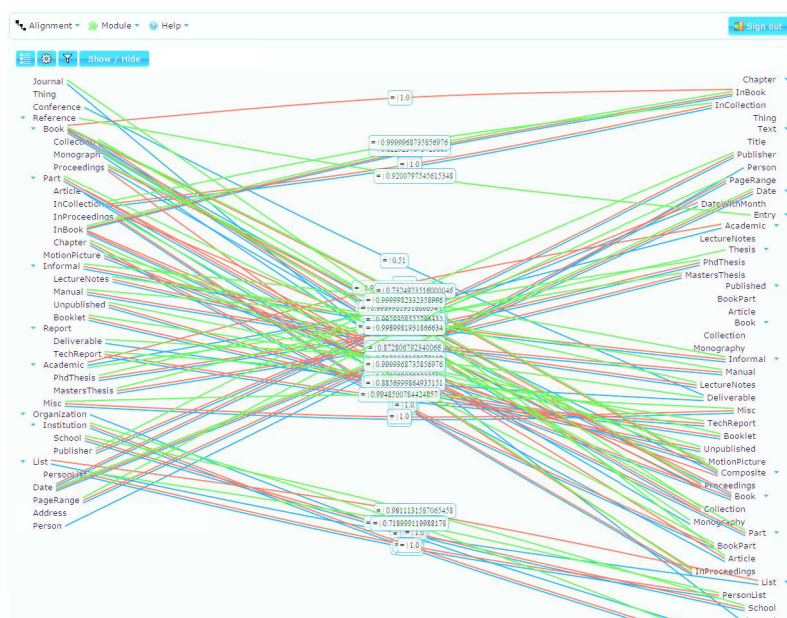 Alignment
Module
Help
Sign out
Show / Hide
Journal
Thing
Conference
Reference
Book
Collection
Monograph
Proceedings
Part
Article
InCollection
InProceedings
InBook
Chapter
MotionPicture
Informal
LectureNotes
Manual
Unpublished
Booklet
Report
Deliverable
TechReport
Academic
PhdThesis
MastersThesis
Misc
Organization
Institution
School
Publisher
List
PersonList
Date
PageRange
Address
Person
= | 1.0
= | 0.9999968735856976
= | 1.0
= | 0.9200797545615348
= | 0.51
= | 0.7324923516000046
= | 0.9999982332358996
= | 0.9989981931866634
= | 0.872806792340066
= | 0.9999968735856976
= | 0.8856999864935151
= | 0.9948500784424857
= | 1.0
= | 1.0
= | 0.9811131587065458
= | 0.718999119988178
= | 1.0
= | 1.0
Chapter
InBook
InCollection
Thing
Text
Title
Publisher
Person
PageRange
Date
DateWithMonth
Entry
Academic
LectureNotes
Thesis
PhdThesis
MastersThesis
Published
BookPart
Article
Book
Collection
Monography
Informal
Manual
LectureNotes
Deliverable
Misc
TechReport
Booklet
Unpublished
MotionPicture
Composite
Proceedings
Book
Collection
Monography
Part
BookPart
Article
InProceedings
List
PersonList
School